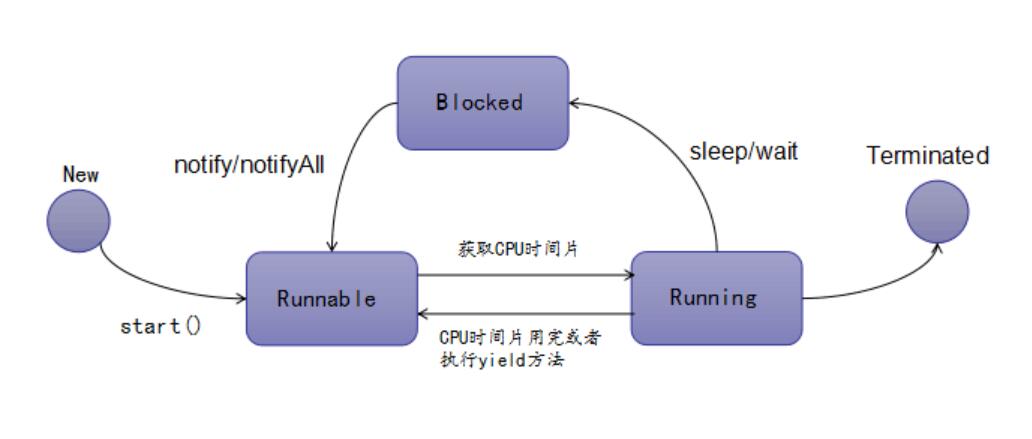 Blocked
sleep/wait
Terminated
notify/notifyAll
New
获取CPU时间片
Runnable
Running
start()
CPU时间片用完或者
执行yield方法